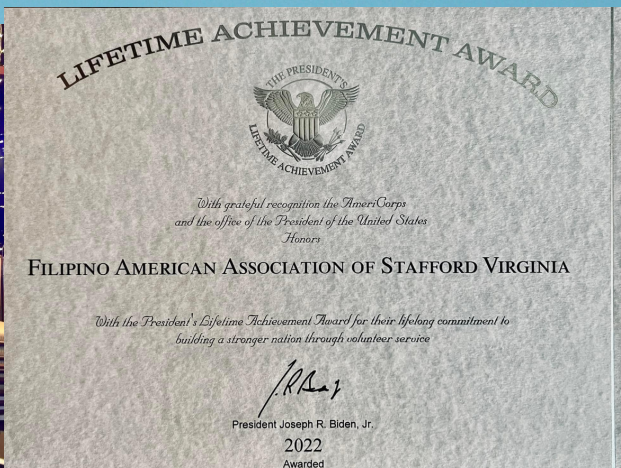 LIFETIME ACHIEVEMENT AWARD
THE PRESIDENT'S
LIFETIME ACHIEVEMENT AWARD
With grateful recognition the AmeriCorps
and the office of the President of the United States
Honors
FILIPINO AMERICAN ASSOCIATION OF STAFFORD VIRGINIA
With the President's Lifetime Achievement Award for their lifelong commitment to
building a stronger nation through volunteer service
President Joseph R. Biden, Jr.
2022
Awarded